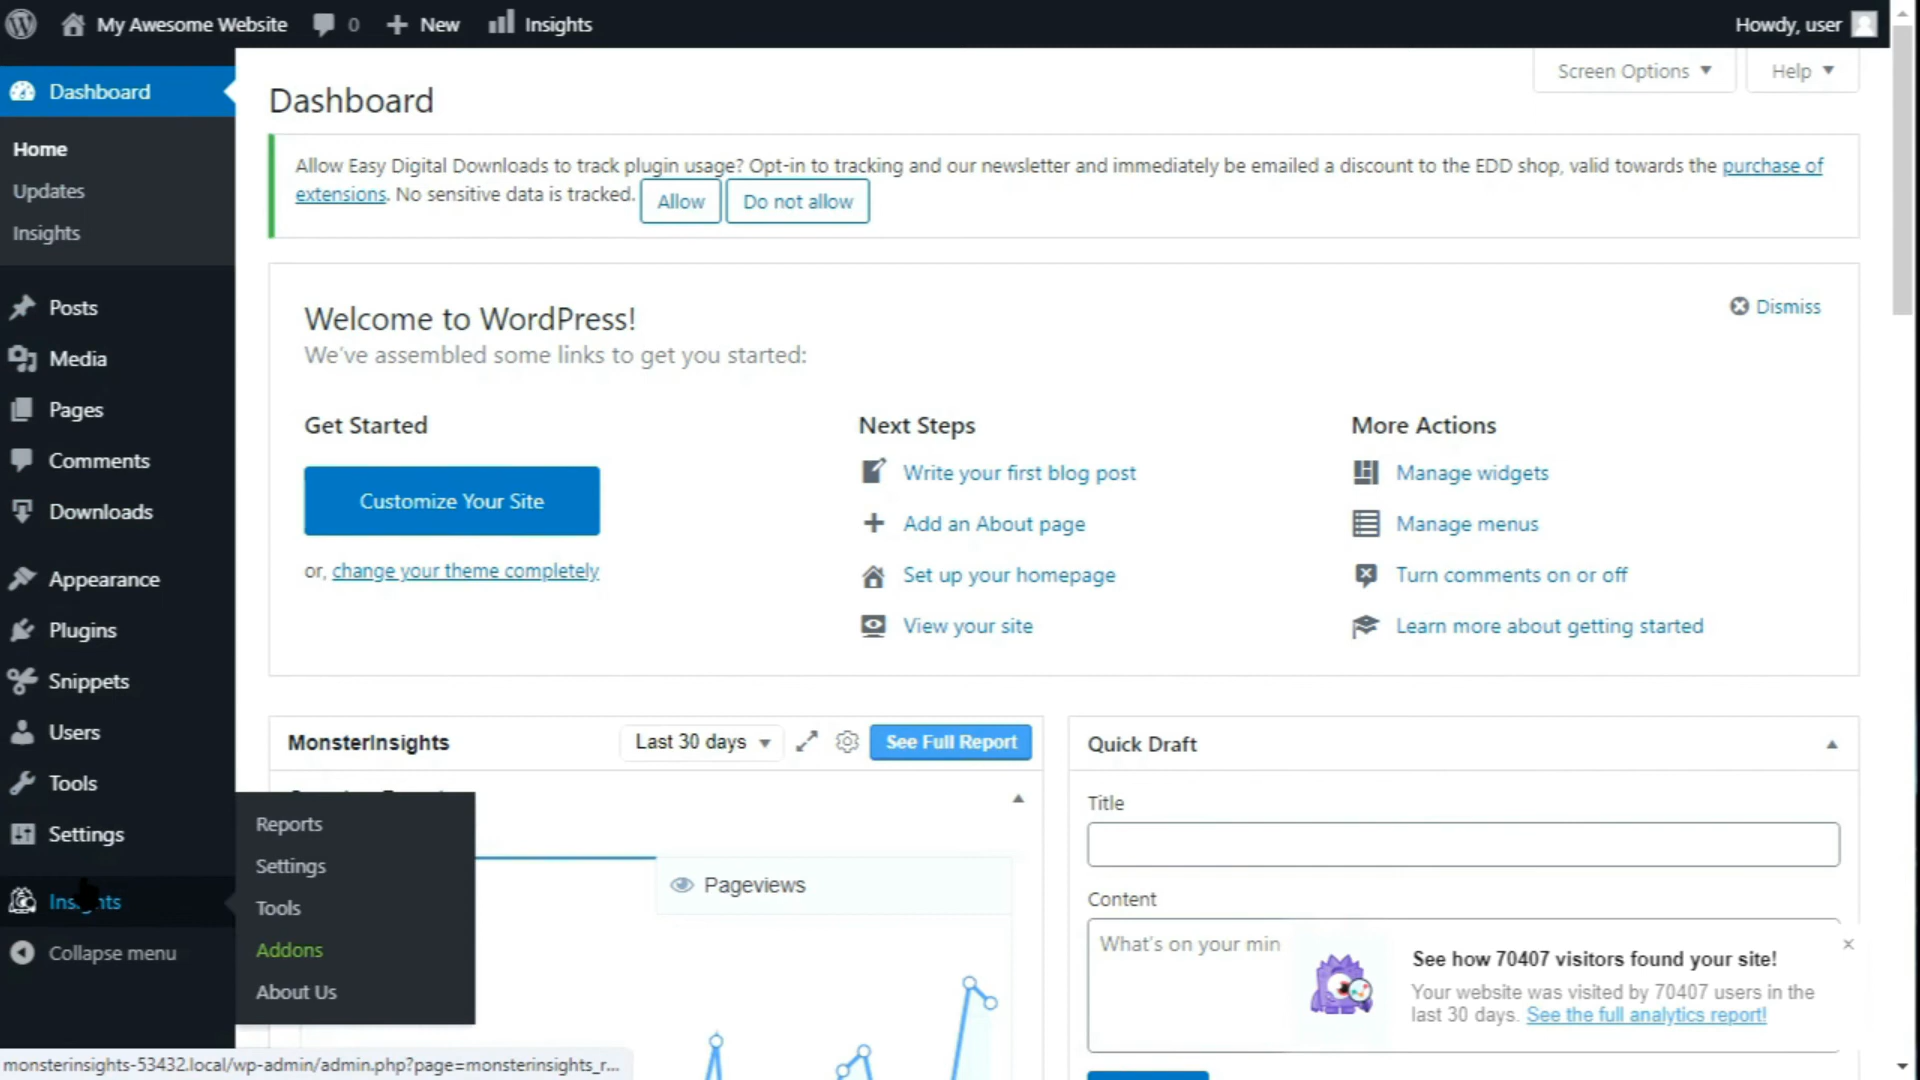 My Awesome Website 0 New Insights Howdy, user
Dashboard
Home
Updates
Insights
Posts
Media
Pages
Comments
Downloads
Appearance
Plugins
Snippets
Users
Tools
Settings
Insights
Collapse menu
Reports
Settings
Tools
Addons
About Us
Screen Options Help
Dashboard
Allow Easy Digital Downloads to track plugin usage? Opt-in to tracking and our newsletter and immediately be emailed a discount to the EDD shop, valid towards the purchase of
extensions. No sensitive data is tracked. Allow Do not allow
Welcome to WordPress!
Dismiss
We've assembled some links to get you started:
Get Started
Customize Your Site
or, change your theme completely
Next Steps
Write your first blog post
Add an About page
Set up your homepage
View your site
More Actions
Manage widgets
Manage menus
Turn comments on or off
Learn more about getting started
MonsterInsights Last 30 days See Full Report
Pageviews
Quick Draft
Title
Content
What's on your min
See how 70407 visitors found your site!
Your website was visited by 70407 users in the
last 30 days. See the full analytics report!
monsterinsights-53432.local/wp-admin/admin.php?page=monsterinsights_r...